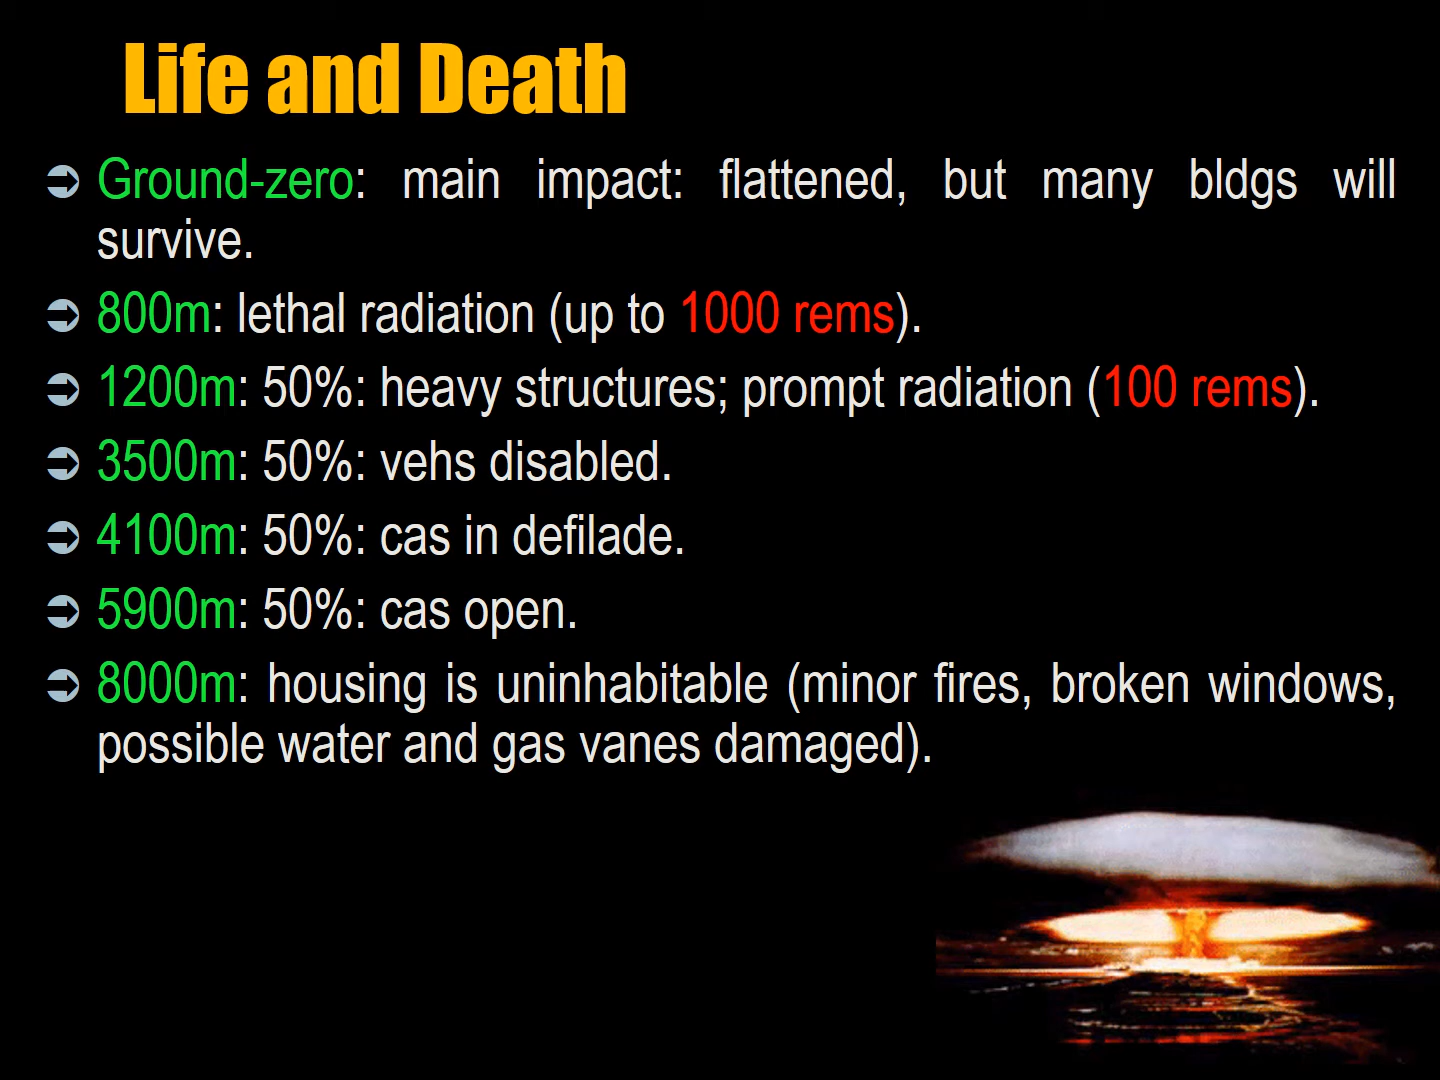 Life and Death
Ground-zero: main impact: flattened, but many bldgs will
survive.
800m: lethal radiation (up to 1000 rems).
1200m: 50%: heavy structures; prompt radiation (100 rems).
3500m: 50%: vehs disabled.
4100m: 50%: cas in defilade.
5900m: 50%: cas open.
8000m: housing is uninhabitable (minor fires, broken windows,
possible water and gas vanes damaged).